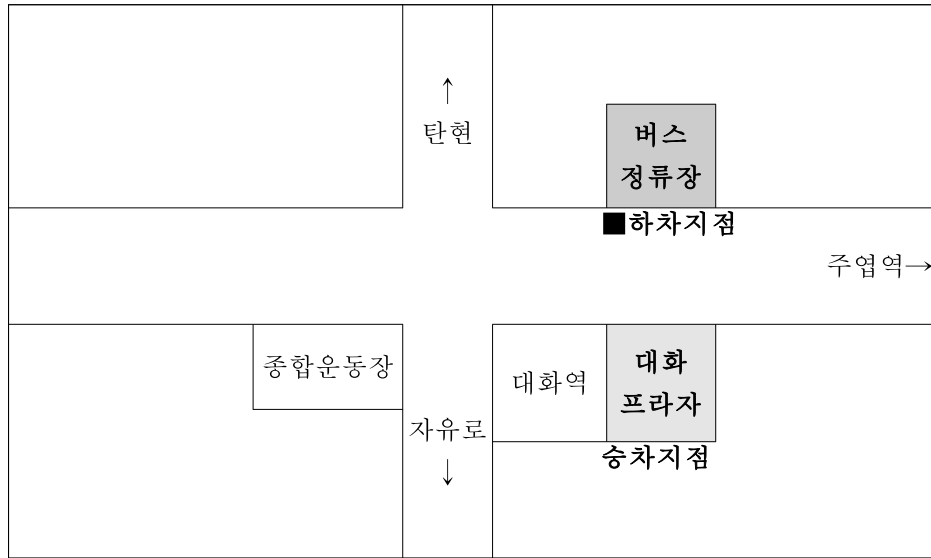 ↑
탄현
버스
정류장
■하차지점
주엽역→
종합운동장
대화역
대화
프라자
자유로
↓
승차지점